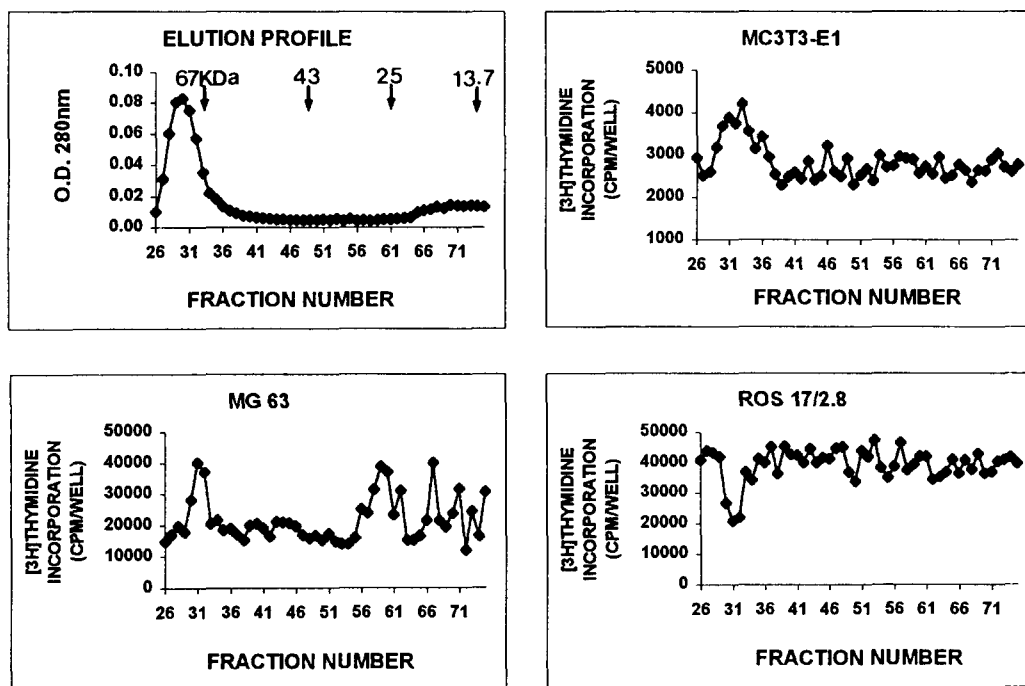 ELUTION PROFILE
67KDa 43 25 13.7
O.D. 280nm
0.10
0.08
0.06
0.04
0.02
0.00
26 31 36 41 46 51 56 61 66 71
FRACTION NUMBER
MC3T3-E1
[3H]THYMIDINE
INCORPORATION
(CPM/WELL)
5000
4000
3000
2000
1000
26 31 36 41 46 51 56 61 66 71
FRACTION NUMBER
MG 63
[3H]THYMIDINE
INCORPORATION
(CPM/WELL)
50000
40000
30000
20000
10000
0
26 31 36 41 46 51 56 61 66 71
FRACTION NUMBER
ROS 17/2.8
[3H]THYMIDINE
INCORPORATION
(CPM/WELL)
50000
40000
30000
20000
10000
0
26 31 36 41 46 51 56 61 66 71
FRACTION NUMBER